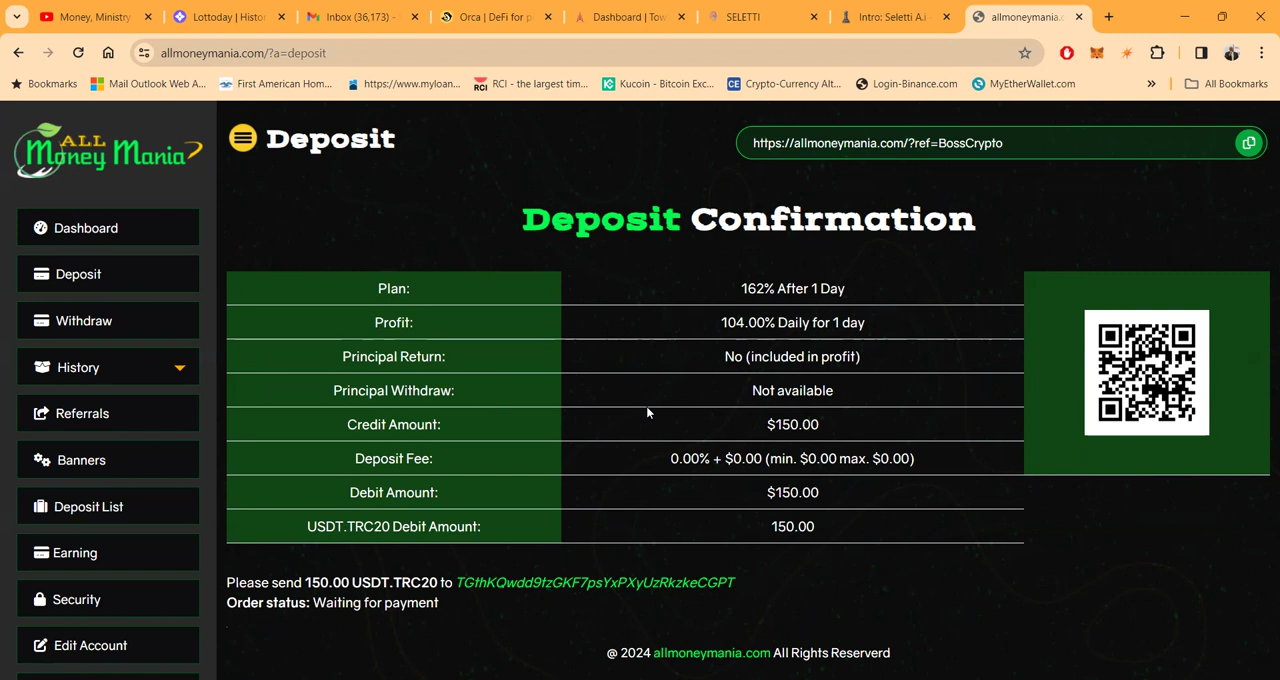 Money, Ministry
Lottoday | Histor
Inbox (36,173) -
Orca | DeFi for p
Dashboard | Tow
SELETTI
Intro: Seletti A.i
allmoneymania.c
allmoneymania.com/?a=deposit
Bookmarks
Mail Outlook Web A...
First American Hom...
https://www.myloan...
RCI - the largest tim...
Kucoin - Bitcoin Exc...
Crypto-Currency Alt...
Login-Binance.com
MyEtherWallet.com
All Bookmarks
ALL
Money Mania
Deposit
https://allmoneymania.com/?ref=BossCrypto
Dashboard
Deposit
Withdraw
History
Referrals
Banners
Deposit List
Earning
Security
Edit Account
Deposit Confirmation
Plan: 162% After 1 Day
Profit: 104.00% Daily for 1 day
Principal Return: No (included in profit)
Principal Withdraw: Not available
Credit Amount: $150.00
Deposit Fee: 0.00% + $0.00 (min. $0.00 max. $0.00)
Debit Amount: $150.00
USDT.TRC20 Debit Amount: 150.00
Please send 150.00 USDT.TRC20 to TGthKQwdd9tzGKF7psYxPXyUzRkzkeCGPT
Order status: Waiting for payment
@ 2024 allmoneymania.com All Rights Reserverd